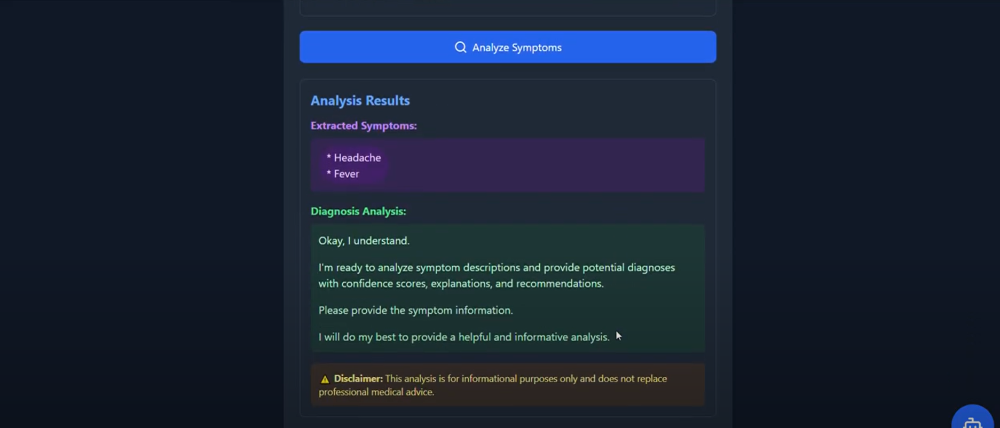 Analyze Symptoms
Analysis Results
Extracted Symptoms:
* Headache
* Fever
Diagnosis Analysis:
Okay, I understand.
I'm ready to analyze symptom descriptions and provide potential diagnoses
with confidence scores, explanations, and recommendations.
Please provide the symptom information.
I will do my best to provide a helpful and informative analysis.
⚠ Disclaimer: This analysis is for informational purposes only and does not replace
professional medical advice.